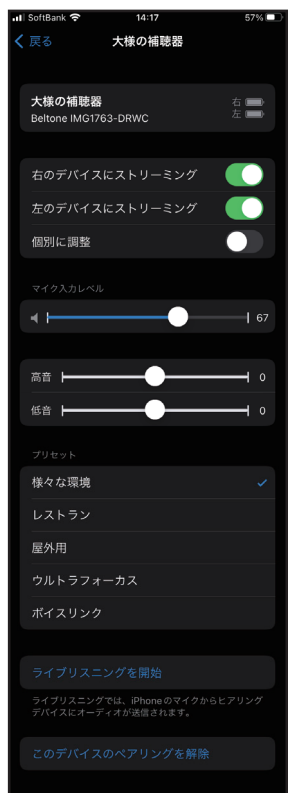 SoftBank 14:17 57%
戻る 大様の補聴器
大様の補聴器
Beltone IMG1763-DRWC
右
左
右のデバイスにストリーミング
左のデバイスにストリーミング
個別に調整
マイク入力レベル
67
高音 0
低音 0
プリセット
様々な環境
レストラン
屋外用
ウルトラフォーカス
ボイスリンク
ライブリスニングを開始
ライブリスニングでは、iPhoneのマイクからヒアリング
デバイスにオーディオが送信されます。
このデバイスのペアリングを解除